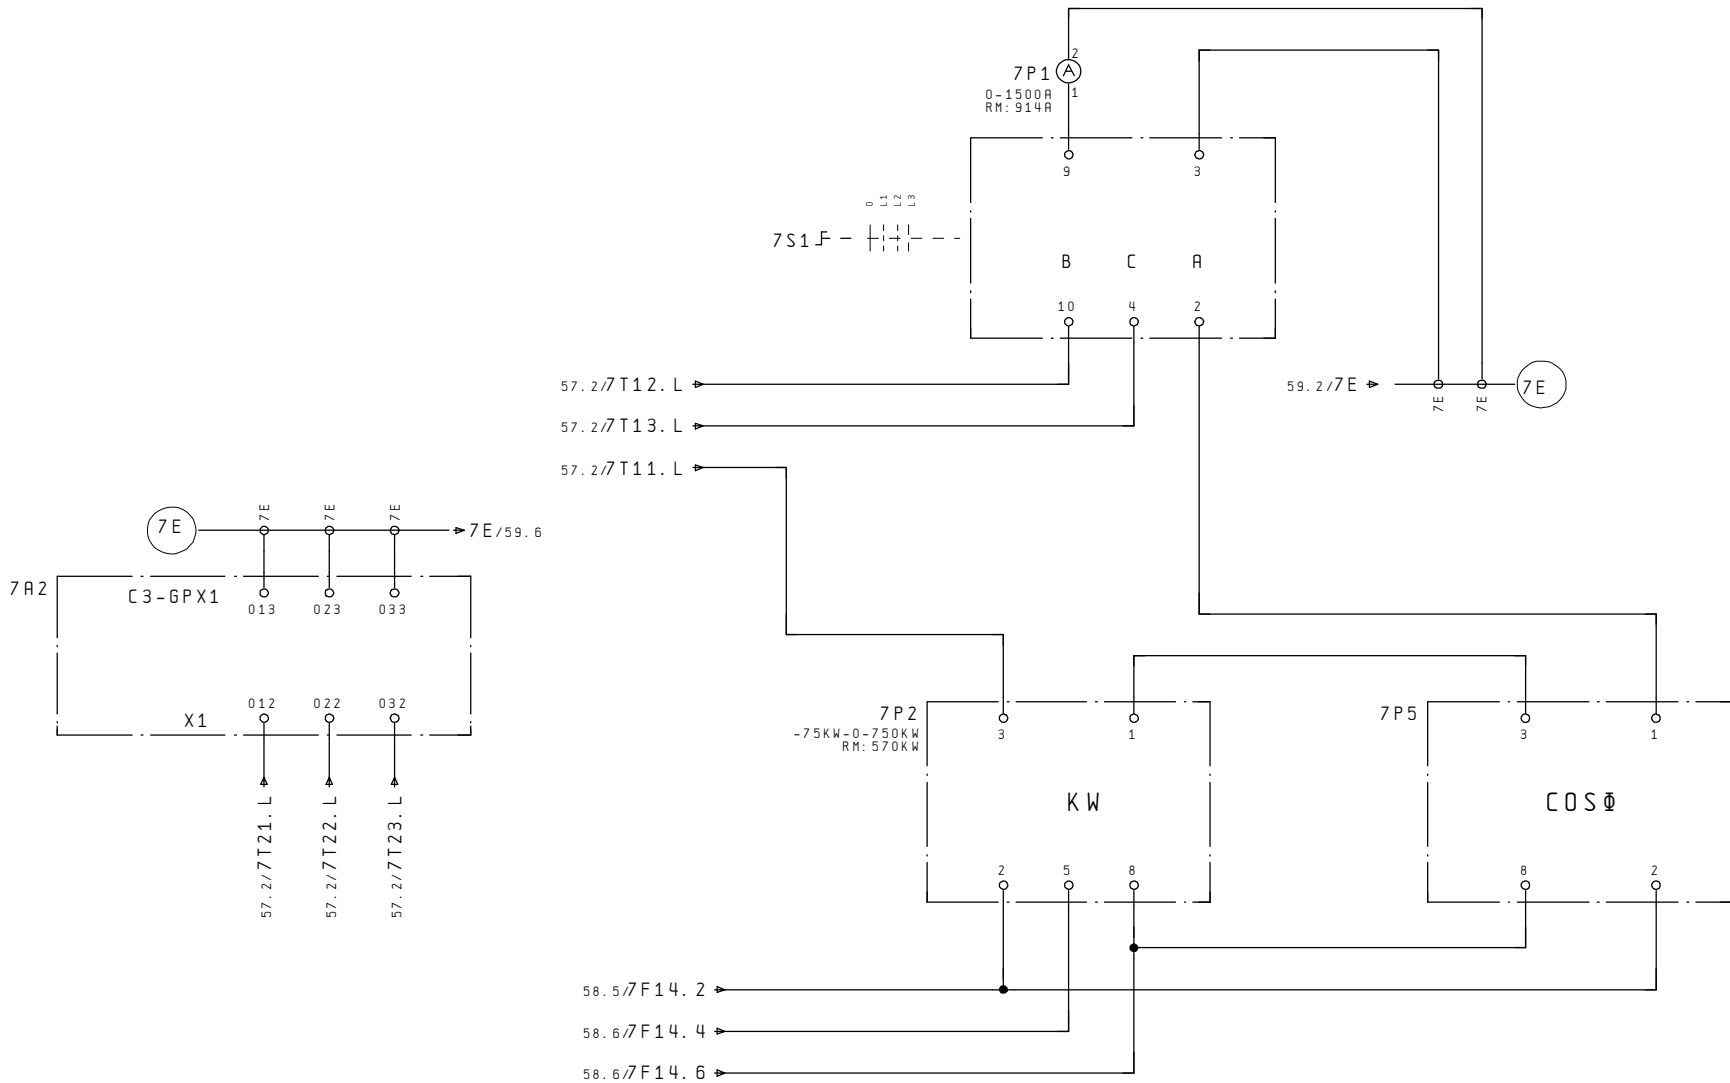 2
7P1 A
0-1500A 1
RM: 914A
9 3
0 L1 L2 L3
7S1
B C A
10 4 2
57.2/7T12.L
59.2/7E 7E
7E 7E
57.2/7T13.L
57.2/7T11.L
7E 7E 7E
7E 7E/59.6
7A2 C3-GPX1
013 023 033
012 022 032
X1
57.2/7T21.L 57.2/7T22.L 57.2/7T23.L
7P2 7P5
-75KW-0-750KW 3 1 3 1
RM: 570KW
KW COSΦ
2 5 8 8 2
58.5/7F14.2
58.6/7F14.4
58.6/7F14.6